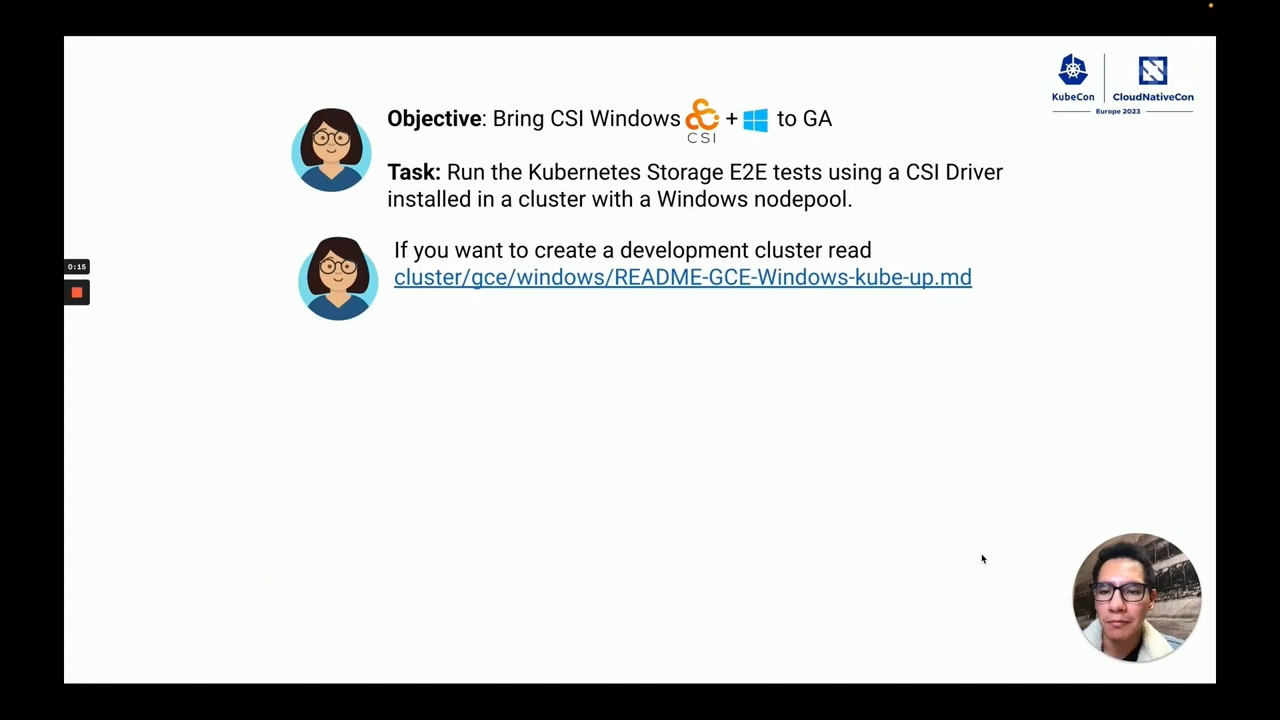 KubeCon
CloudNativeCon
Europe 2023
Objective: Bring CSI Windows CSI + to GA
Task: Run the Kubernetes Storage E2E tests using a CSI Driver
installed in a cluster with a Windows nodepool.
If you want to create a development cluster read
cluster/gce/windows/README-GCE-Windows-kube-up.md
0:15